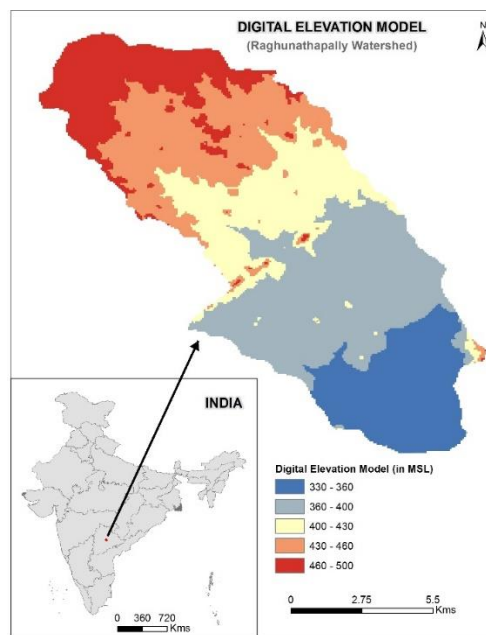 DIGITAL ELEVATION MODEL
(Raghunathapally Watershed)
N
INDIA
0 360 720
Kms
Digital Elevation Model (in MSL)
330 - 360
360 - 400
400 - 430
430 - 460
460 - 500
0 2.75 5.5
Kms